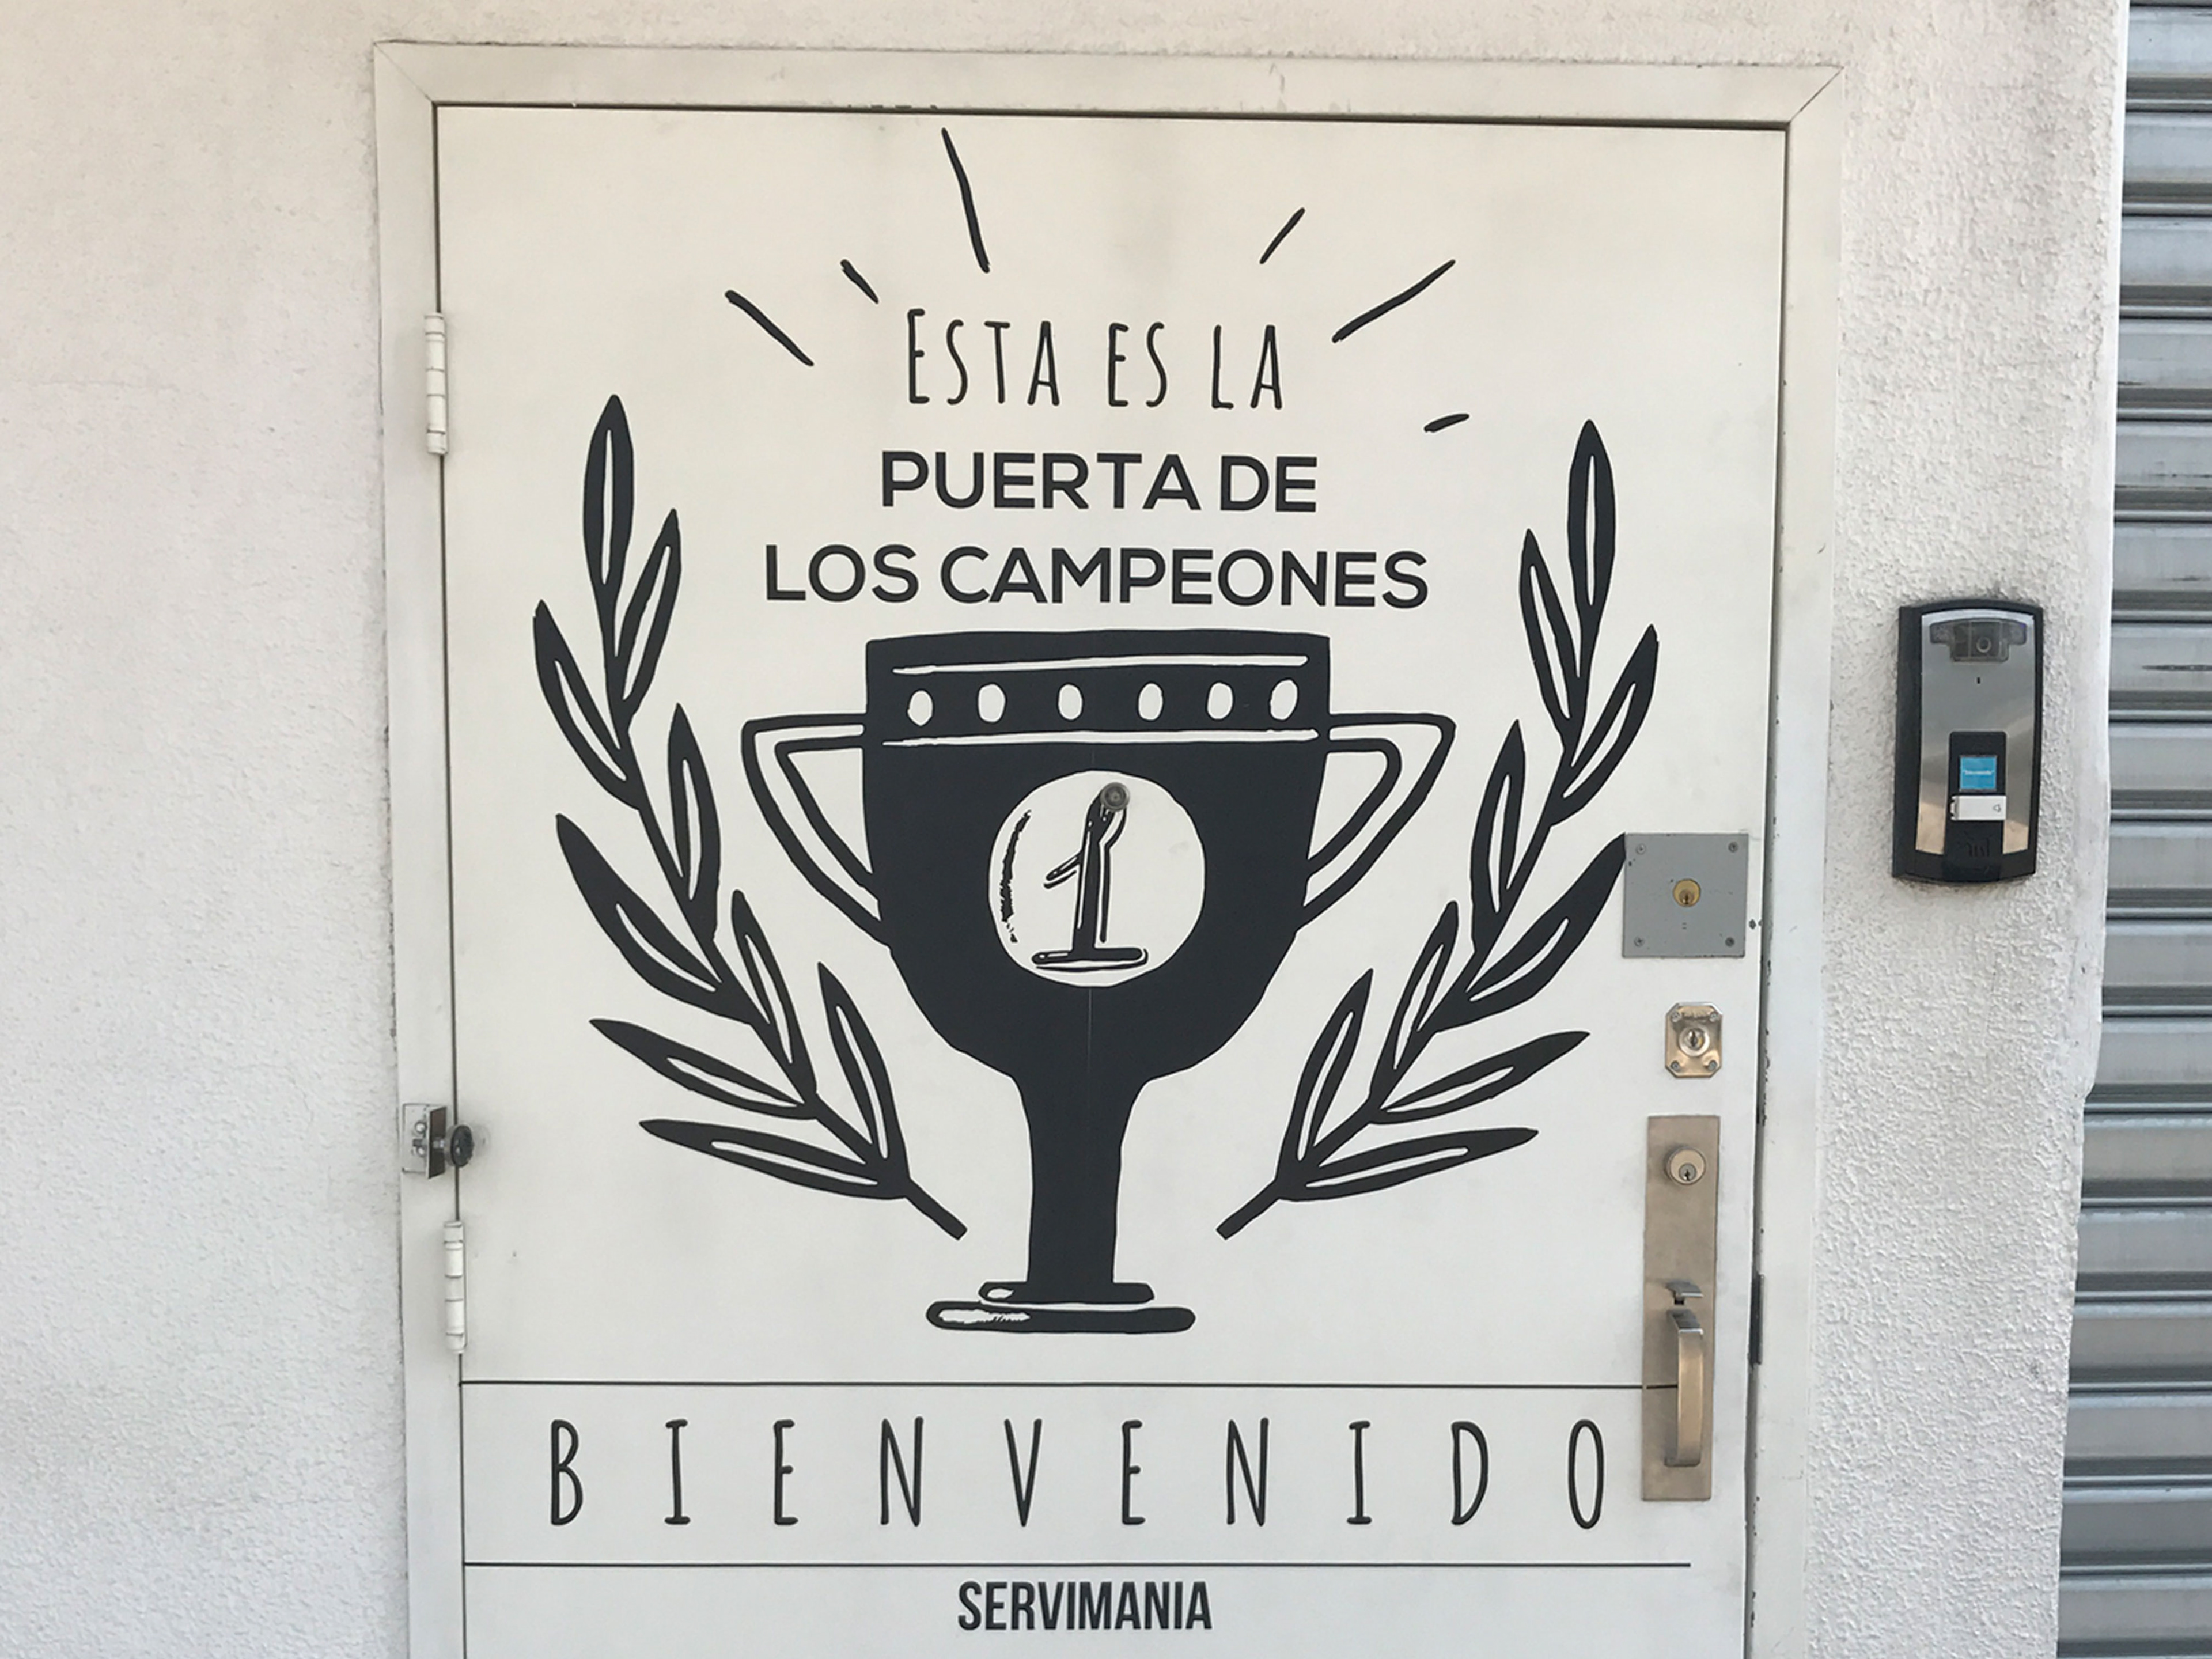 ESTA ES LA
PUERTA DE
LOS CAMPEONES
1
BIENVENIDO
SERVIMANIA